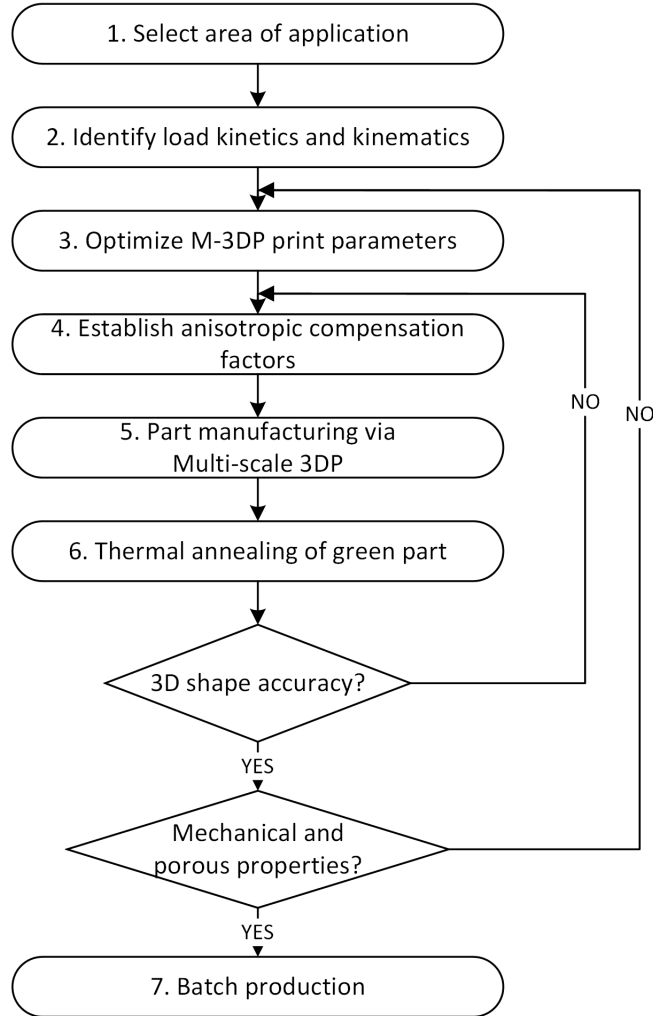 1. Select area of application
2. Identify load kinetics and kinematics
3. Optimize M-3DP print parameters
4. Establish anisotropic compensation
factors
NO
NO
5. Part manufacturing via
Multi-scale 3DP
6. Thermal annealing of green part
3D shape accuracy?
YES
Mechanical and
porous properties?
YES
7. Batch production